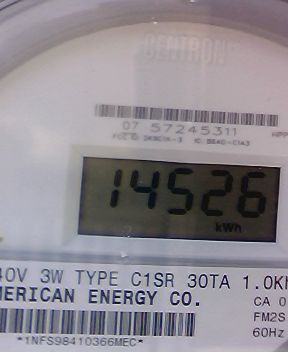 CENTRON
07 57245311
14526
kWh
40V 3W TYPE C1SR 30TA 1.0K
MERICAN ENERGY CO.
CA 0
FM2S
60Hz
*1NFS98410366MEC*